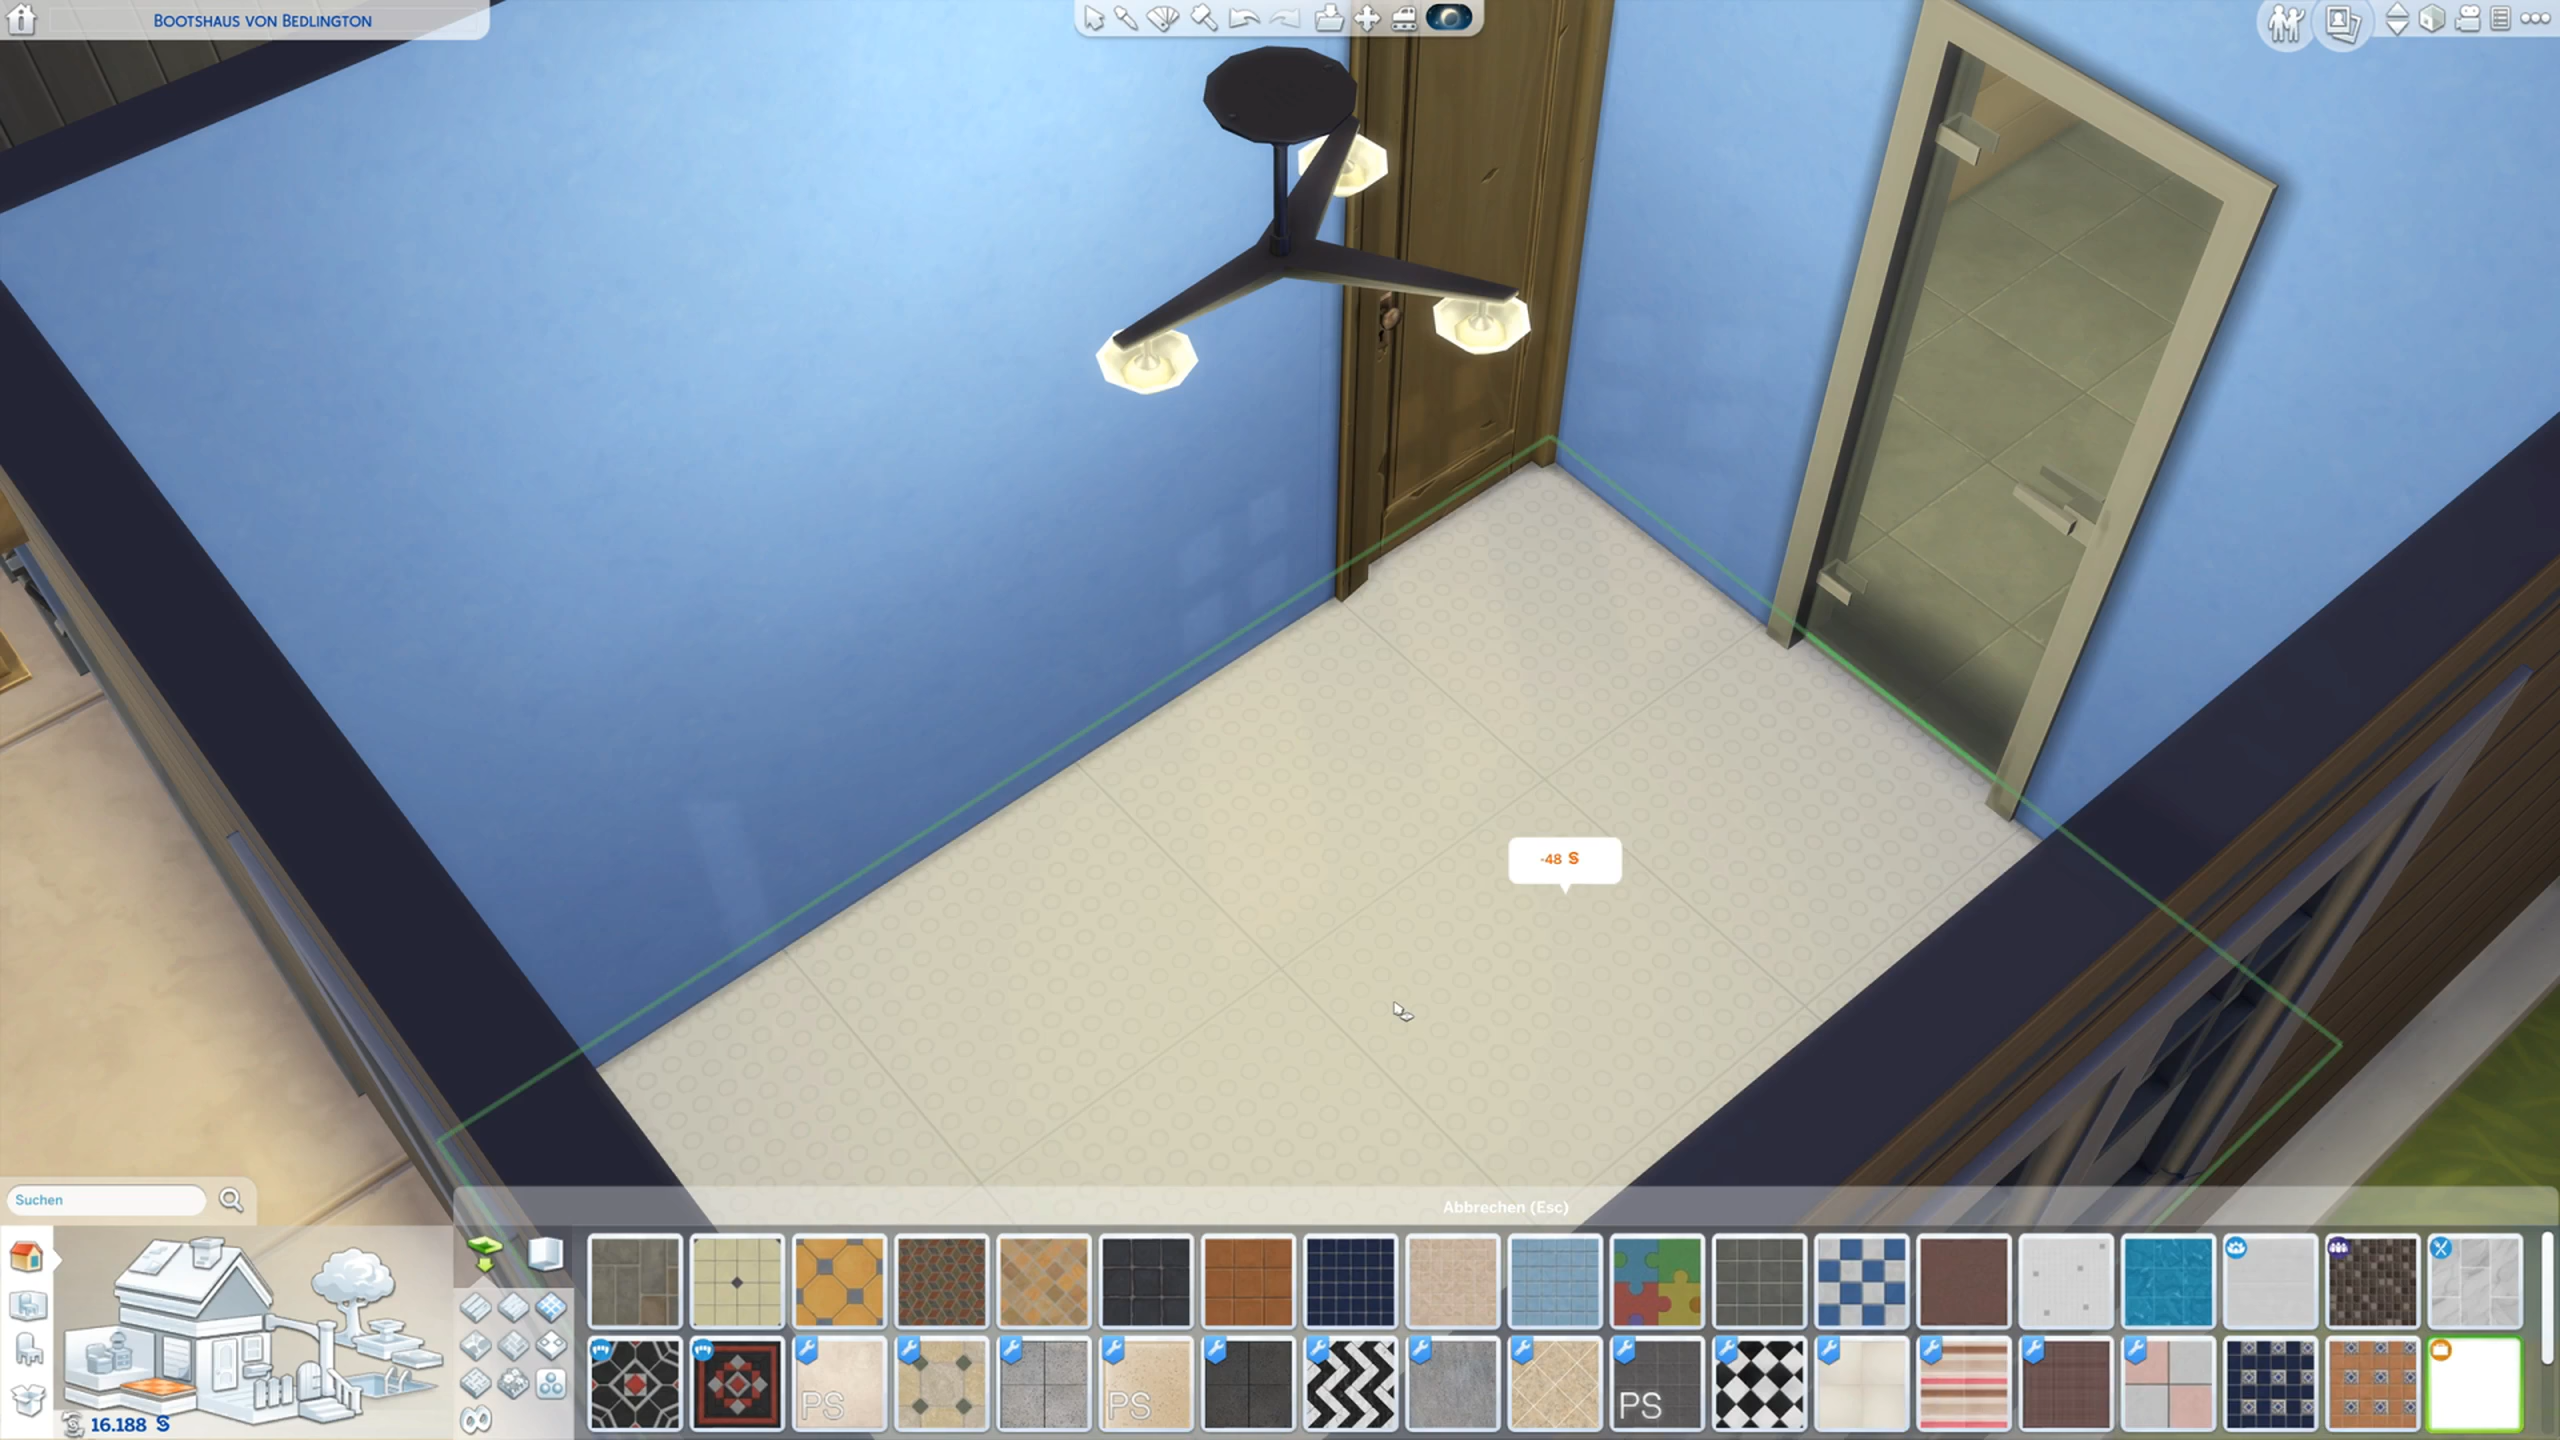 BOOTSHAUS VON BEDLINGTON
-48 §
Suchen
Abbrechen (Esc)
PS
PS
PS
16.188 §